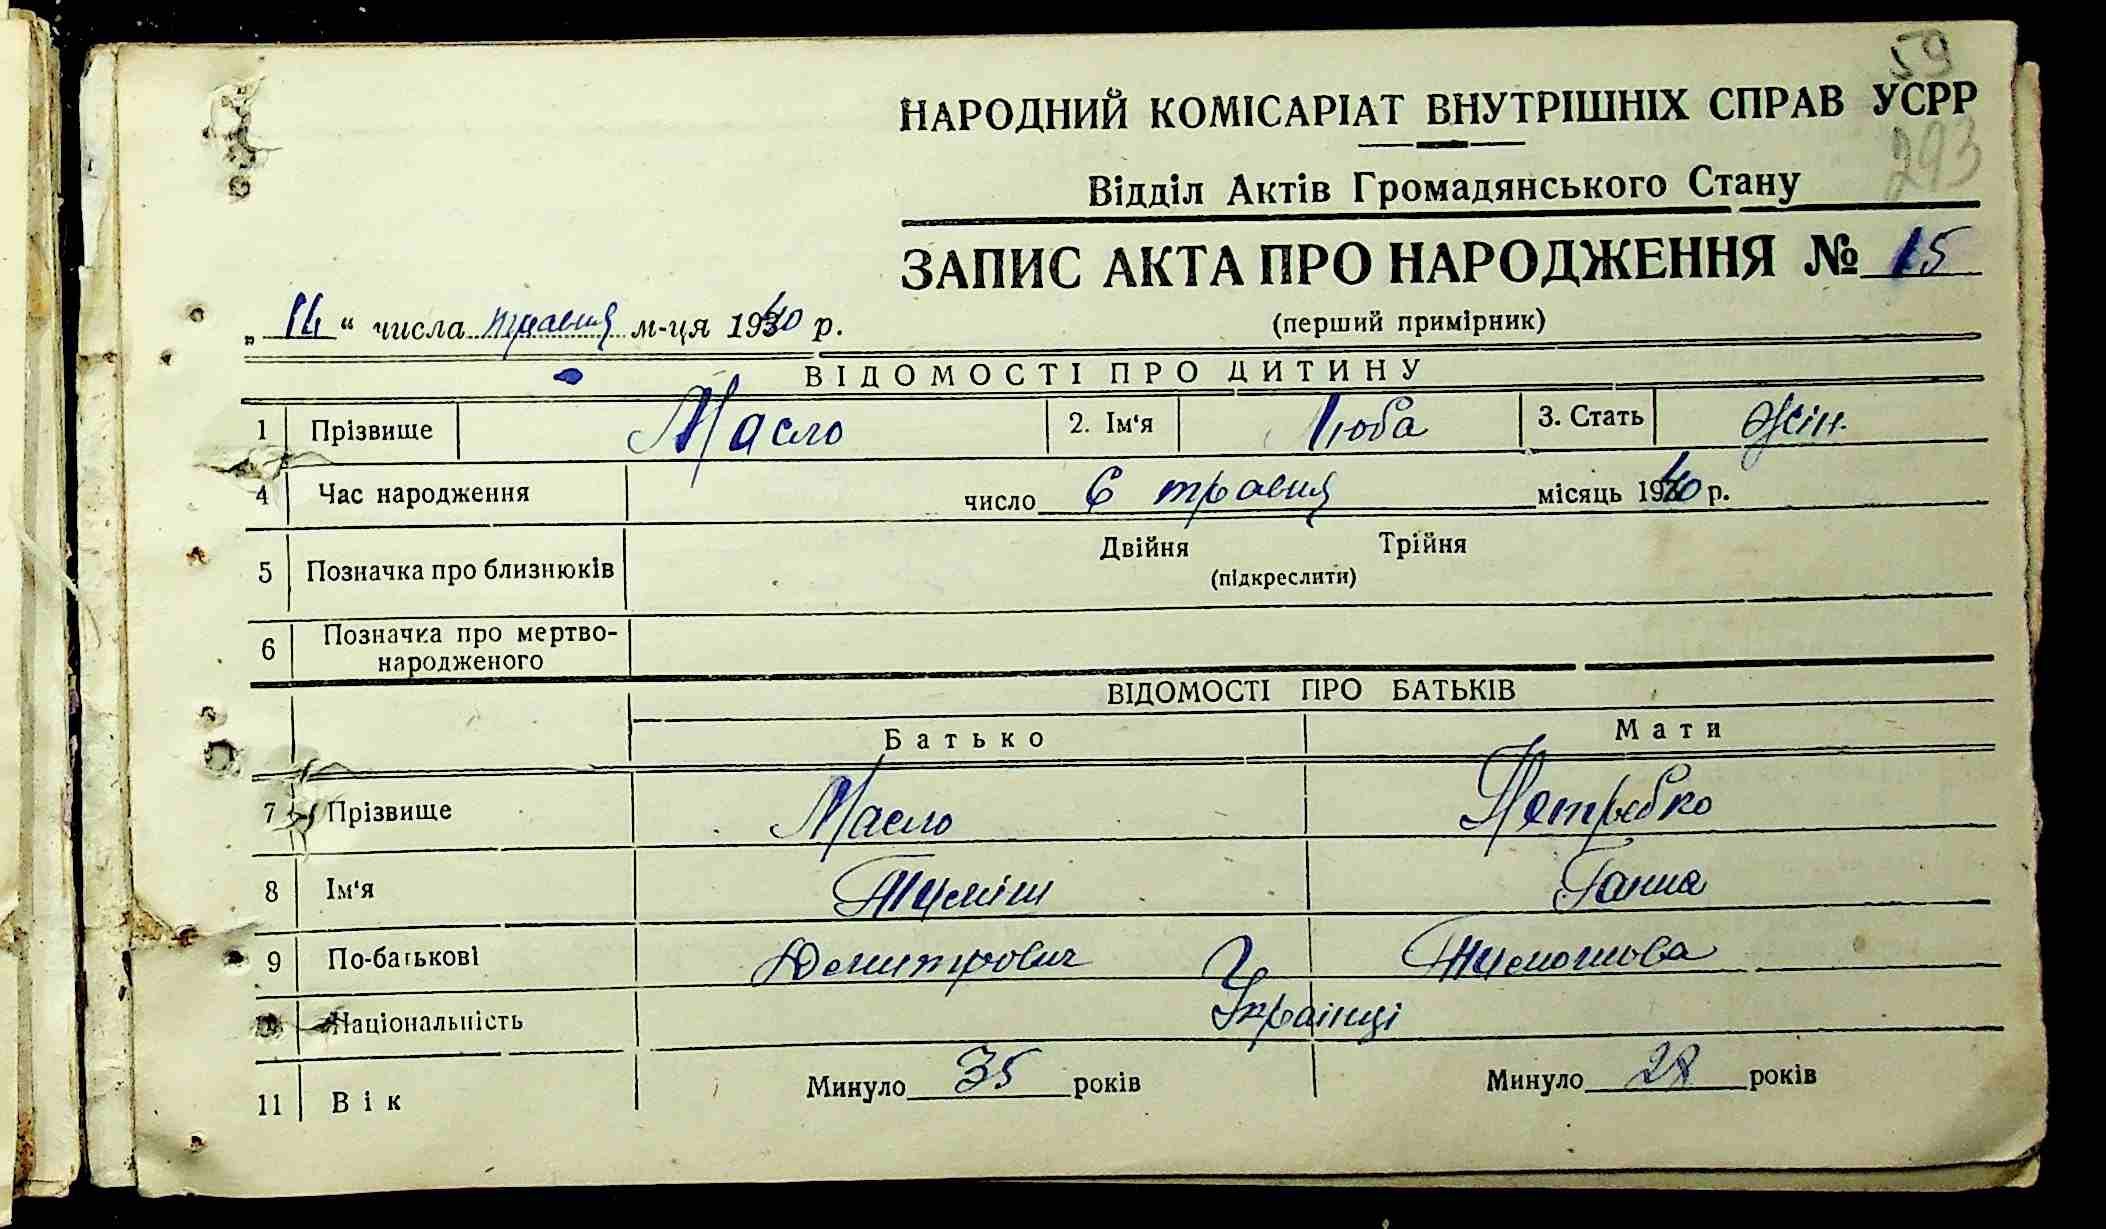 59
НАРОДНИЙ КОМІСАРІАТ ВНУТРІШНІХ СПРАВ УСРР
293
Відділ Актів Громадянського Стану
ЗАПИС АКТА ПРО НАРОДЖЕННЯ № 15
„ “ числа травня м-ця 1940 р.
(перший примірник)
ВІДОМОСТІ ПРО ДИТИНУ
1 Прізвище Масло 2. Ім‘я Люба 3. Стать жін.
4 Час народження число 6 травня місяць 1940 р.
5 Позначка про близнюків Двійня Трійня
(підкреслити)
6 Позначка про мертво-
народженого
ВІДОМОСТІ ПРО БАТЬКІВ
Батько Мати
7 Прізвище Масло Петрябко
8 Ім‘я Тиміш Ганна
9 По-батькові Демитрович Тимошова
Національність Українці
11 Вік Минуло 35 років Минуло 28 років